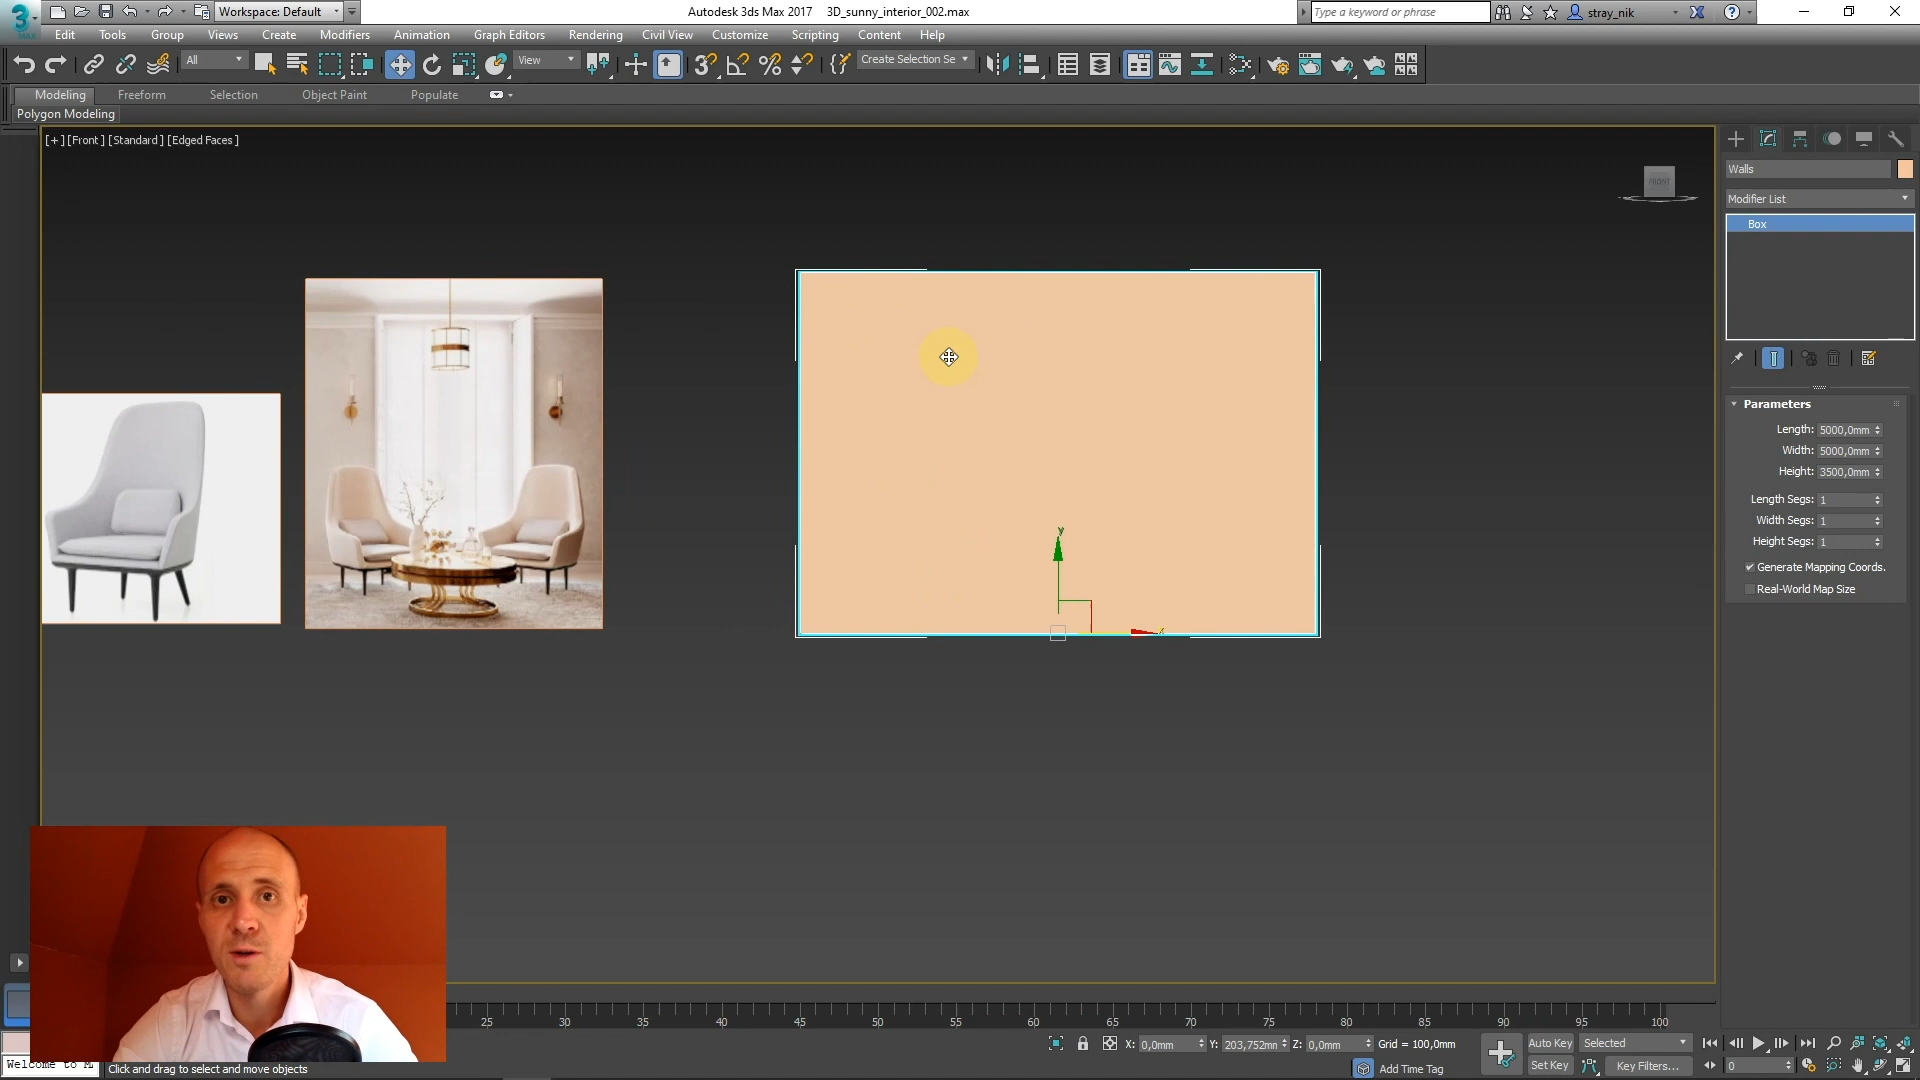 Workspace: Default
Autodesk 3ds Max 2017    3D_sunny_interior_002.max
Type a keyword or phrase
stray_nik
MAX
Edit Tools Group Views Create Modifiers Animation Graph Editors Rendering Civil View Customize Scripting Content Help
All
View
Create Selection Se
Modeling Freeform Selection Object Paint Populate
Polygon Modeling
[+] [Front] [Standard] [Edged Faces]
FRONT
Walls
Modifier List
Box
Parameters
Length: 5000,0mm
Width: 5000,0mm
Height: 3500,0mm
Length Segs: 1
Width Segs: 1
Height Segs: 1
Generate Mapping Coords.
Real-World Map Size
y
x
25 30 35 40 45 50 55 60 65 70 75 80 85 90 95 100
X: 0,0mm Y: 203,752mm Z: 0,0mm Grid = 100,0mm
Auto Key Selected
Welcome to M
Click and drag to select and move objects
Add Time Tag
Set Key Key Filters... 0